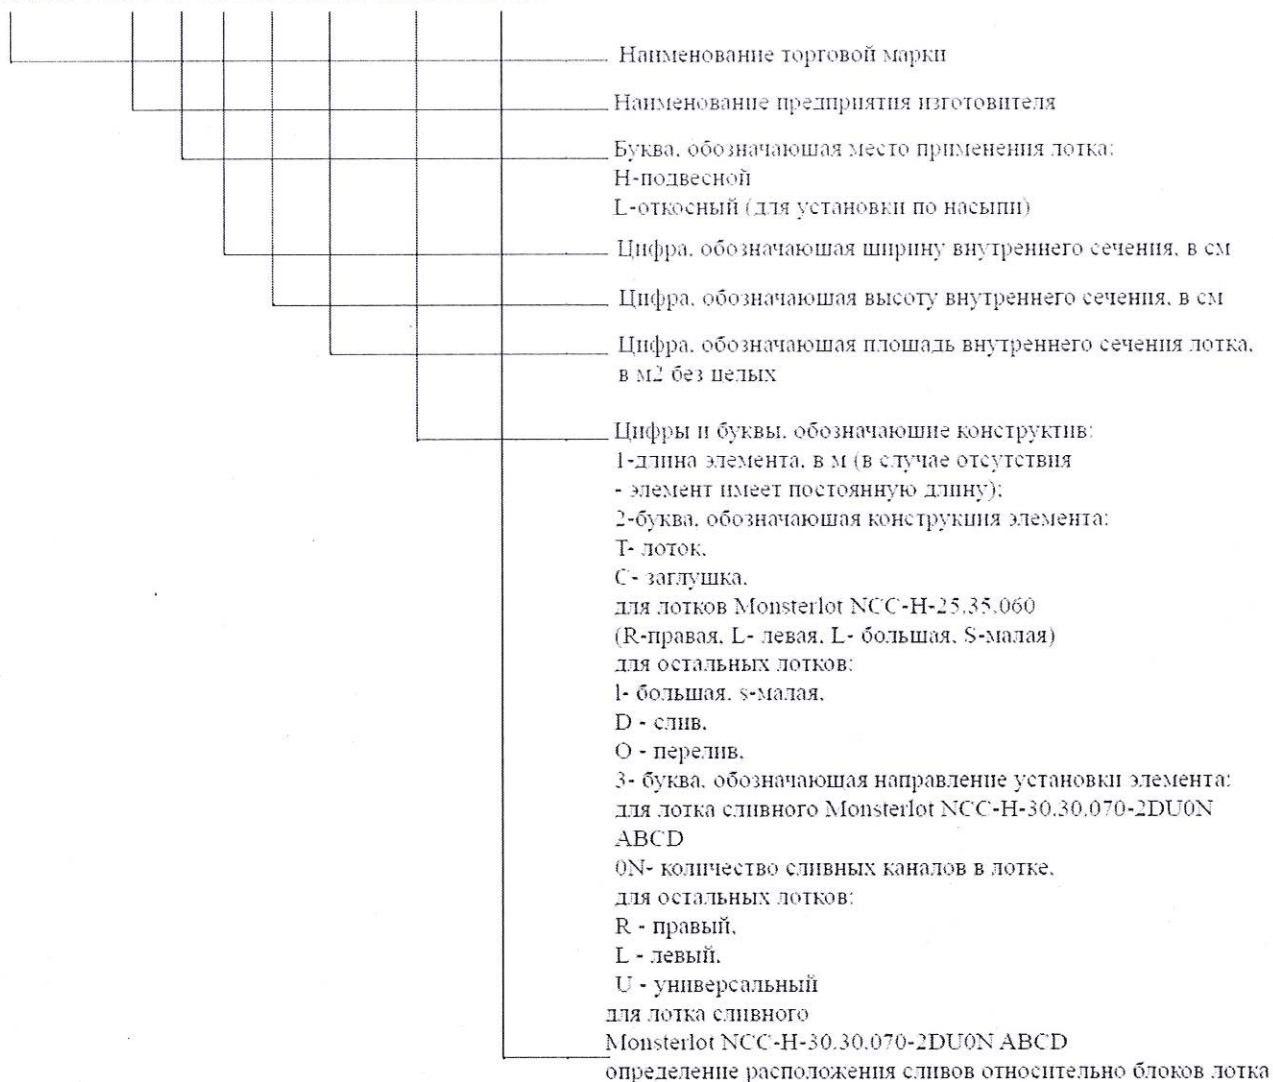 Наименование торговой марки
Наименование предприятия изготовителя
Буква, обозначающая место применения лотка:
H-подвесной
L-откосный (для установки по насыпи)
Цифра, обозначающая ширину внутреннего сечения, в см
Цифра, обозначающая высоту внутреннего сечения, в см
Цифра, обозначающая площадь внутреннего сечения лотка,
в м2 без целых
Цифры и буквы, обозначающие конструктив:
1-длина элемента, в м (в случае отсутствия
- элемент имеет постоянную длину);
2-буква, обозначающая конструкция элемента:
T- лоток,
C- заглушка,
для лотков Monsterlot NCC-H-25.35.060
(R-правая, L- левая, L- большая, S-малая)
для остальных лотков:
l- большая, s-малая,
D - слив,
O - перелив,
3- буква, обозначающая направление установки элемента:
для лотка сливного Monsterlot NCC-H-30.30.070-2DU0N
ABCD
0N- количество сливных каналов в лотке,
для остальных лотков:
R - правый,
L - левый,
U - универсальный
для лотка сливного
Monsterlot NCC-H-30.30.070-2DU0N ABCD
определение расположения сливов относительно блоков лотка